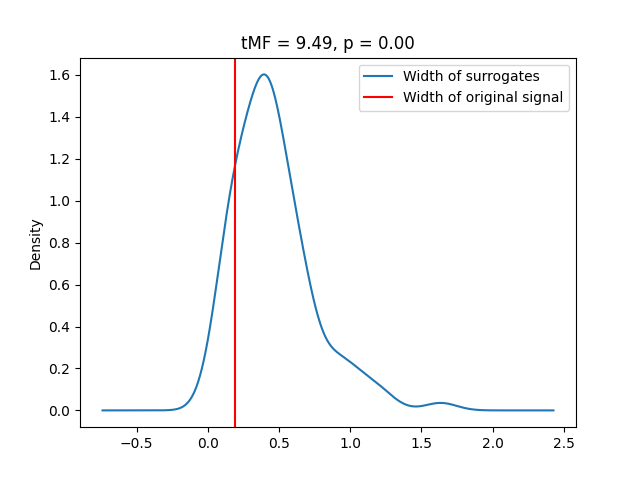 tMF = 9.49, p = 0.00
Width of surrogates
Width of original signal
Density
1.6
1.4
1.2
1.0
0.8
0.6
0.4
0.2
0.0
−0.5 0.0 0.5 1.0 1.5 2.0 2.5